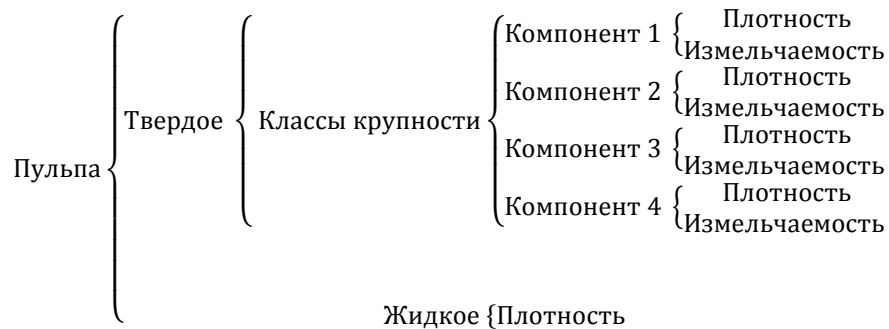 Компонент 1 { Плотность
Измельчаемость
Компонент 2 { Плотность
Измельчаемость
Твердое { Классы крупности {
Компонент 3 { Плотность
Измельчаемость
Пульпа {
Компонент 4 { Плотность
Измельчаемость
Жидкое {Плотность